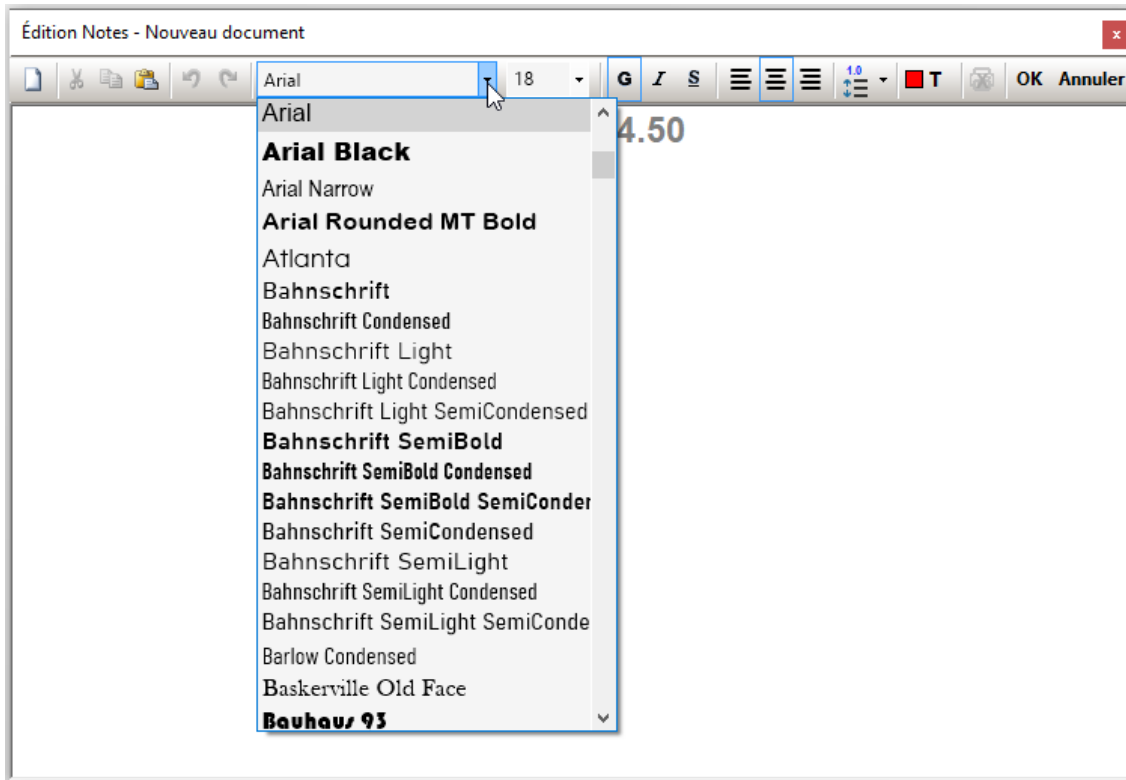 Édition Notes - Nouveau document
x
Arial 18 G I S 1.0 T OK Annuler
4.50
Arial
Arial Black
Arial Narrow
Arial Rounded MT Bold
Atlanta
Bahnschrift
Bahnschrift Condensed
Bahnschrift Light
Bahnschrift Light Condensed
Bahnschrift Light SemiCondensed
Bahnschrift SemiBold
Bahnschrift SemiBold Condensed
Bahnschrift SemiBold SemiConder
Bahnschrift SemiCondensed
Bahnschrift SemiLight
Bahnschrift SemiLight Condensed
Bahnschrift SemiLight SemiConde
Barlow Condensed
Baskerville Old Face
Bauhaus 93